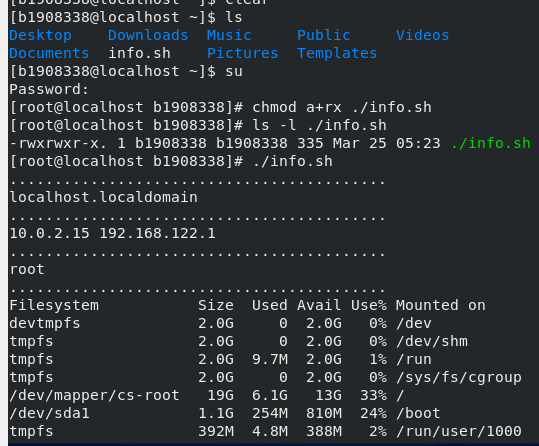 [b1908338@localhost ~]$ clear
[b1908338@localhost ~]$ ls
Desktop    Downloads  Music     Public     Videos
Documents  info.sh    Pictures  Templates
[b1908338@localhost ~]$ su
Password:
[root@localhost b1908338]# chmod a+rx ./info.sh
[root@localhost b1908338]# ls -l ./info.sh
-rwxrwxr-x. 1 b1908338 b1908338 335 Mar 25 05:23 ./info.sh
[root@localhost b1908338]# ./info.sh
..........................................
localhost.localdomain
..........................................
10.0.2.15 192.168.122.1
..........................................
root
..........................................
Filesystem           Size  Used Avail Use% Mounted on
devtmpfs             2.0G     0  2.0G   0% /dev
tmpfs                2.0G     0  2.0G   0% /dev/shm
tmpfs                2.0G  9.7M  2.0G   1% /run
tmpfs                2.0G     0  2.0G   0% /sys/fs/cgroup
/dev/mapper/cs-root   19G  6.1G   13G  33% /
/dev/sda1            1.1G  254M  810M  24% /boot
tmpfs                392M  4.8M  388M   2% /run/user/1000